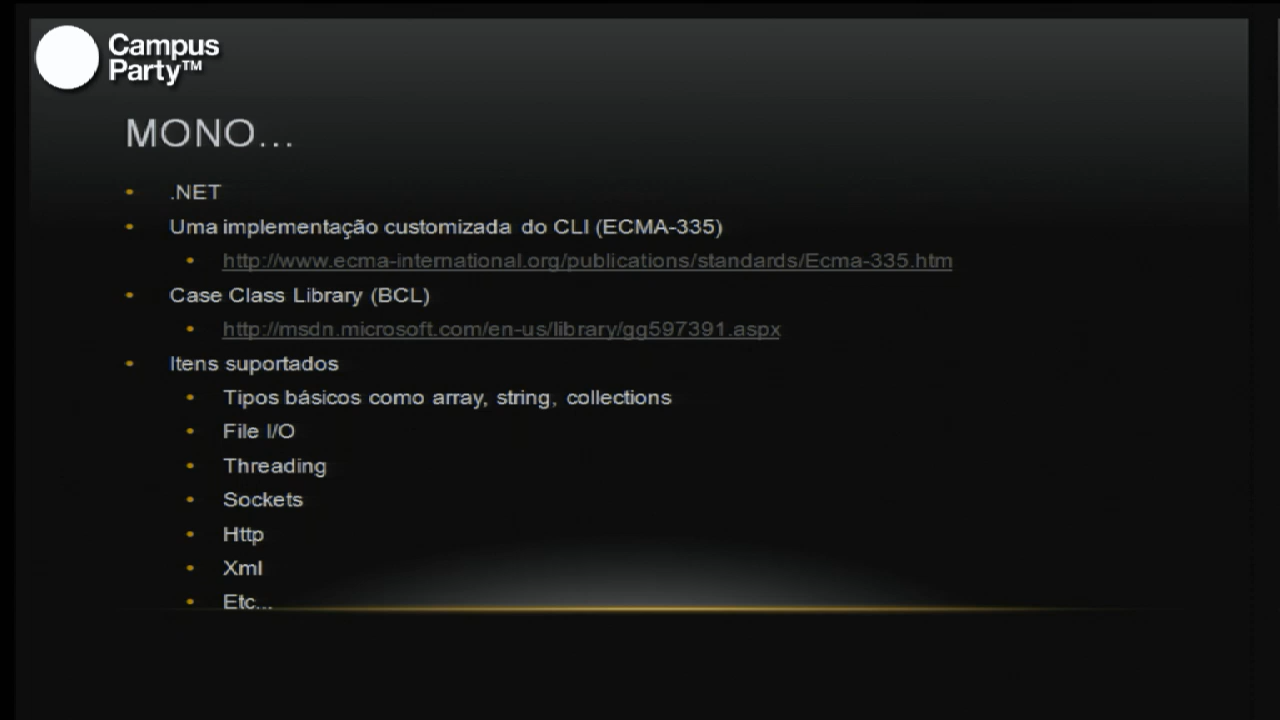 Campus
Party™
MONO...
• .NET
• Uma implementação customizada do CLI (ECMA-335)
• http://www.ecma-international.org/publications/standards/Ecma-335.htm
• Case Class Library (BCL)
• http://msdn.microsoft.com/en-us/library/gg597391.aspx
• Itens suportados
• Tipos básicos como array, string, collections
• File I/O
• Threading
• Sockets
• Http
• Xml
• Etc...